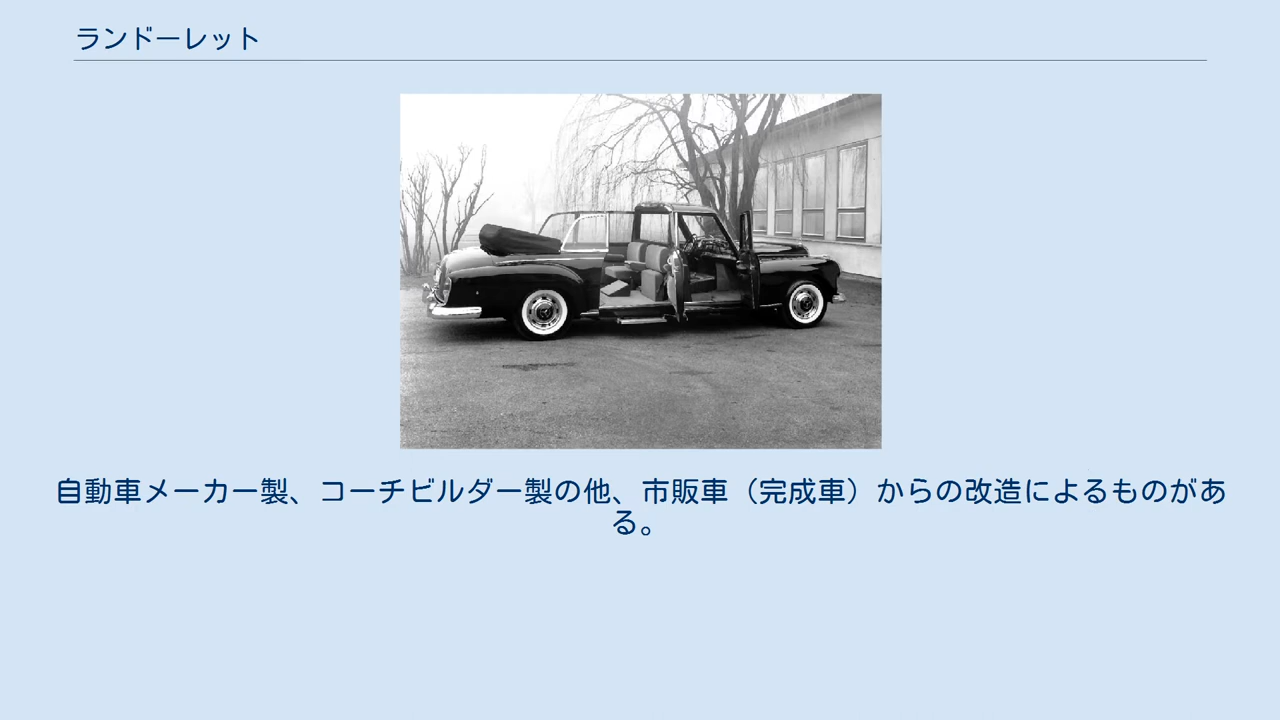 ランドーレット
自動車メーカー製、コーチビルダー製の他、市販車（完成車）からの改造によるものがあ
る。